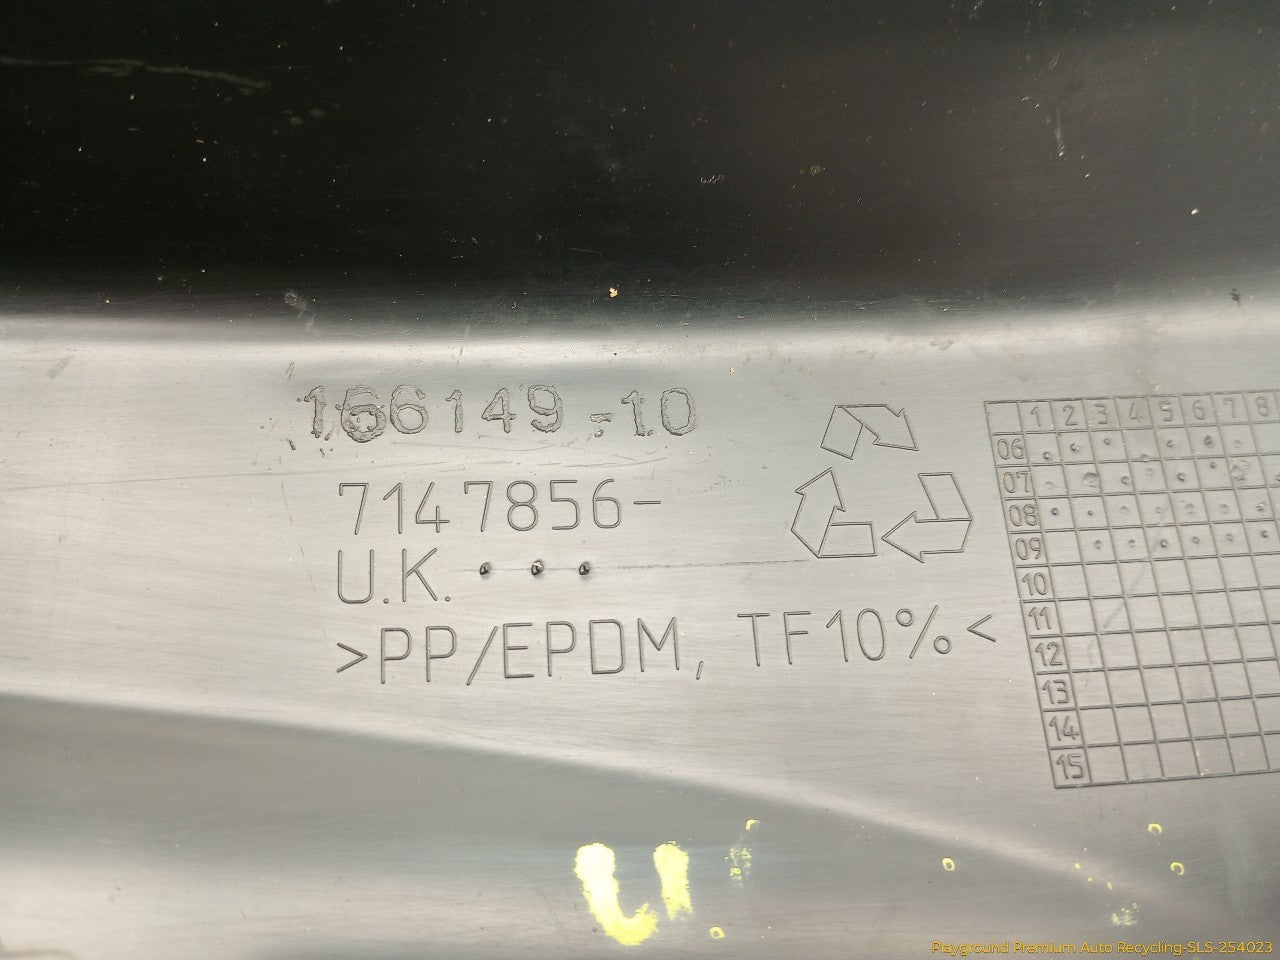 166149-10
7147856-
U.K. ...
>PP/EPDM, TF10%<
1 2 3 4 5 6 7 8
06
07
08
09
10
11
12
13
14
15
U
Playground Premium Auto Recycling-SLS-254023